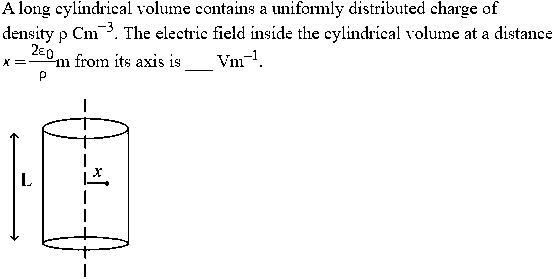 A long cylindrical volume contains a uniformly distributed charge of
density ρ Cm⁻³. The electric field inside the cylindrical volume at a distance
x = 2ε₀/ρ m from its axis is ___ Vm⁻¹.
x
L